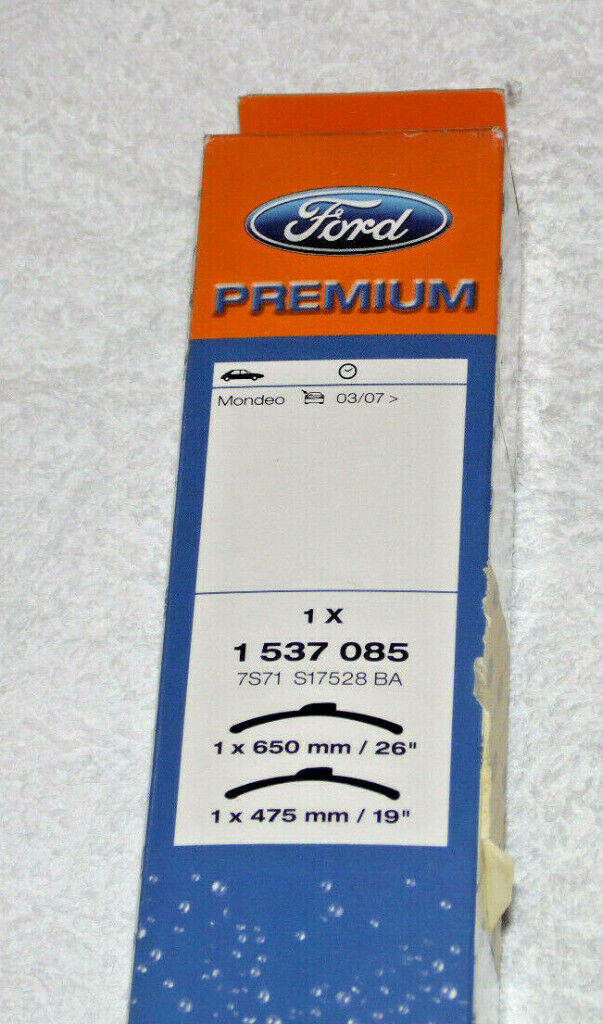 Ford
PREMIUM
Mondeo 03/07 >
1 X
1 537 085
7S71 S17528 BA
1 x 650 mm / 26"
1 x 475 mm / 19"